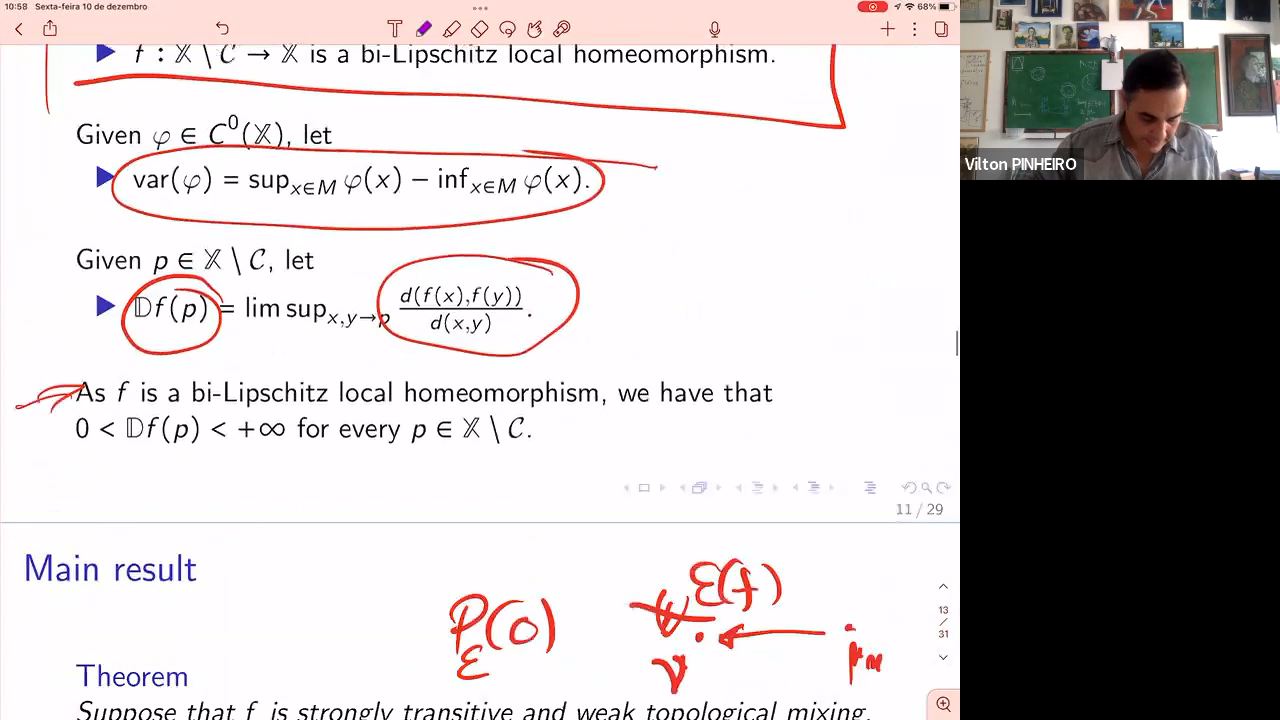 10:58 Sexta-feira 10 de dezembro
68%
f : 𝕏 \ C → 𝕏 is a bi-Lipschitz local homeomorphism.
Given φ ∈ C⁰(𝕏), let
var(φ) = sup_{x∈M} φ(x) − inf_{x∈M} φ(x).
Given p ∈ 𝕏 \ C, let
𝔻f(p) = lim sup_{x,y→p} d(f(x),f(y)) / d(x,y) .
As f is a bi-Lipschitz local homeomorphism, we have that
0 < 𝔻f(p) < +∞ for every p ∈ 𝕏 \ C.
11 / 29
Main result
P_ε(0)
ε(f)
ν
μ_n
Theorem
Suppose that f is strongly transitive and weak topological mixing.
13
/
31
Vilton PINHEIRO